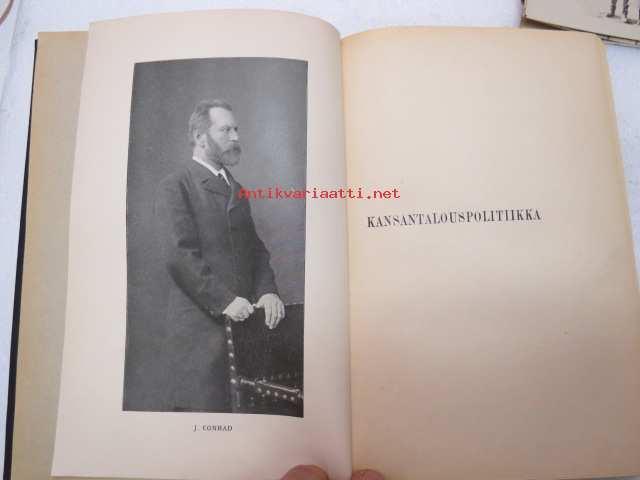 Antikvariaatti.net
J. CONRAD
KANSANTALOUSPOLITIIKKA